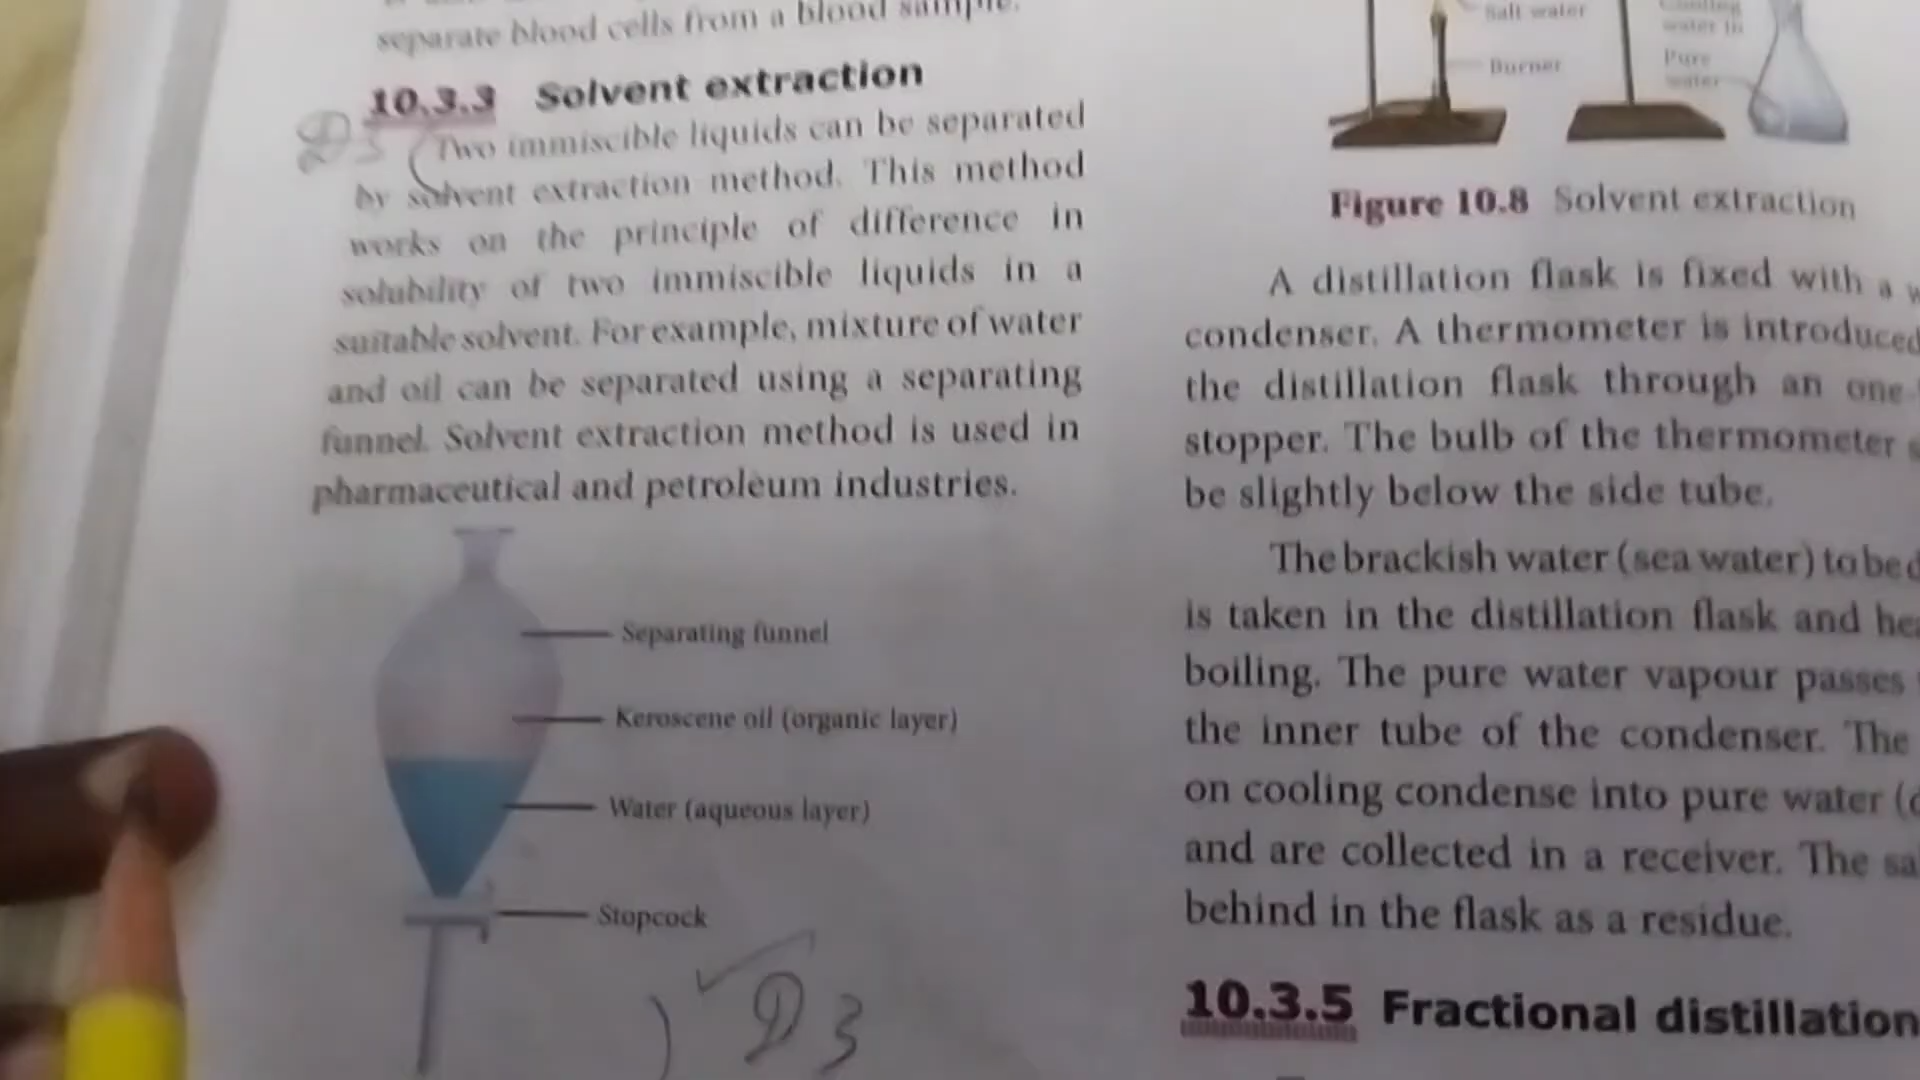 separate blood cells from a blood sample.
10.3.3 Solvent extraction
D3
(Two immiscible liquids can be separated
by solvent extraction method. This method
works on the principle of difference in
solubility of two immiscible liquids in a
suitable solvent. For example, mixture of water
and oil can be separated using a separating
funnel. Solvent extraction method is used in
pharmaceutical and petroleum industries.
Separating funnel
Keroscene oil (organic layer)
Water (aqueous layer)
Stopcock
) D3
Salt water
Burner
Cooling
water in
Pure
water
Figure 10.8 Solvent extraction
A distillation flask is fixed with a w
condenser. A thermometer is introduced
the distillation flask through an one-
stopper. The bulb of the thermometer s
be slightly below the side tube.
The brackish water (sea water) to be d
is taken in the distillation flask and hea
boiling. The pure water vapour passes
the inner tube of the condenser. The
on cooling condense into pure water (d
and are collected in a receiver. The sa
behind in the flask as a residue.
10.3.5 Fractional distillation